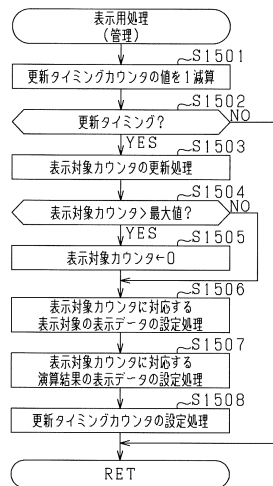 表示用処理
(管理)
S1501
更新タイミングカウンタの値を1減算
S1502
更新タイミング?
NO
YES
S1503
表示対象カウンタの更新処理
S1504
表示対象カウンタ>最大値?
NO
YES
S1505
表示対象カウンタ←0
S1506
表示対象カウンタに対応する
表示対象の表示データの設定処理
S1507
表示対象カウンタに対応する
演算結果の表示データの設定処理
S1508
更新タイミングカウンタの設定処理
RET